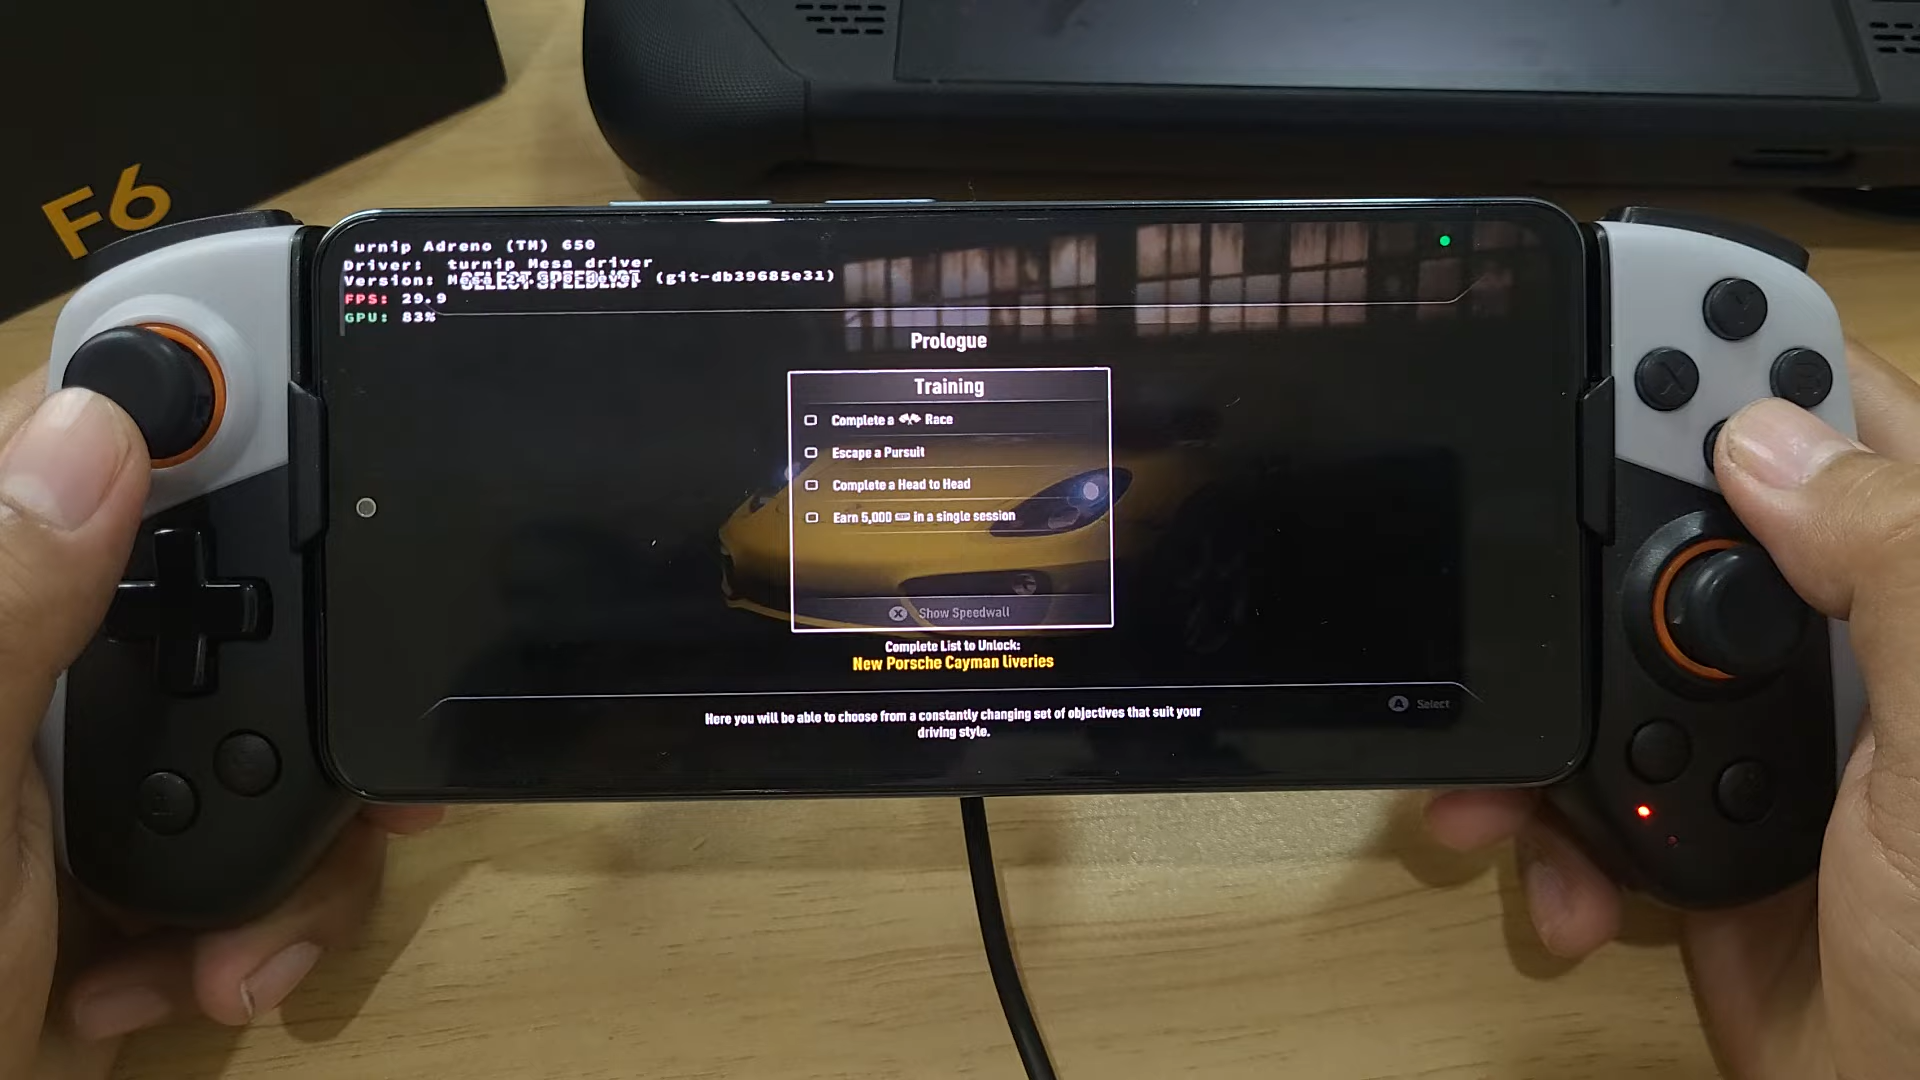 F6
urnip Adreno (TM) 650
Driver: turnip Mesa driver
Version: (git-db39685e31)
SELECT SPEEDLIST
FPS: 29.9
GPU: 83%
Prologue
Training
Complete a Race
Escape a Pursuit
Complete a Head to Head
Earn 5,000 in a single session
X Show Speedwall
Complete List to Unlock:
New Porsche Cayman liveries
A Select
Here you will be able to choose from a constantly changing set of objectives that suit your
driving style.
Y
X
B